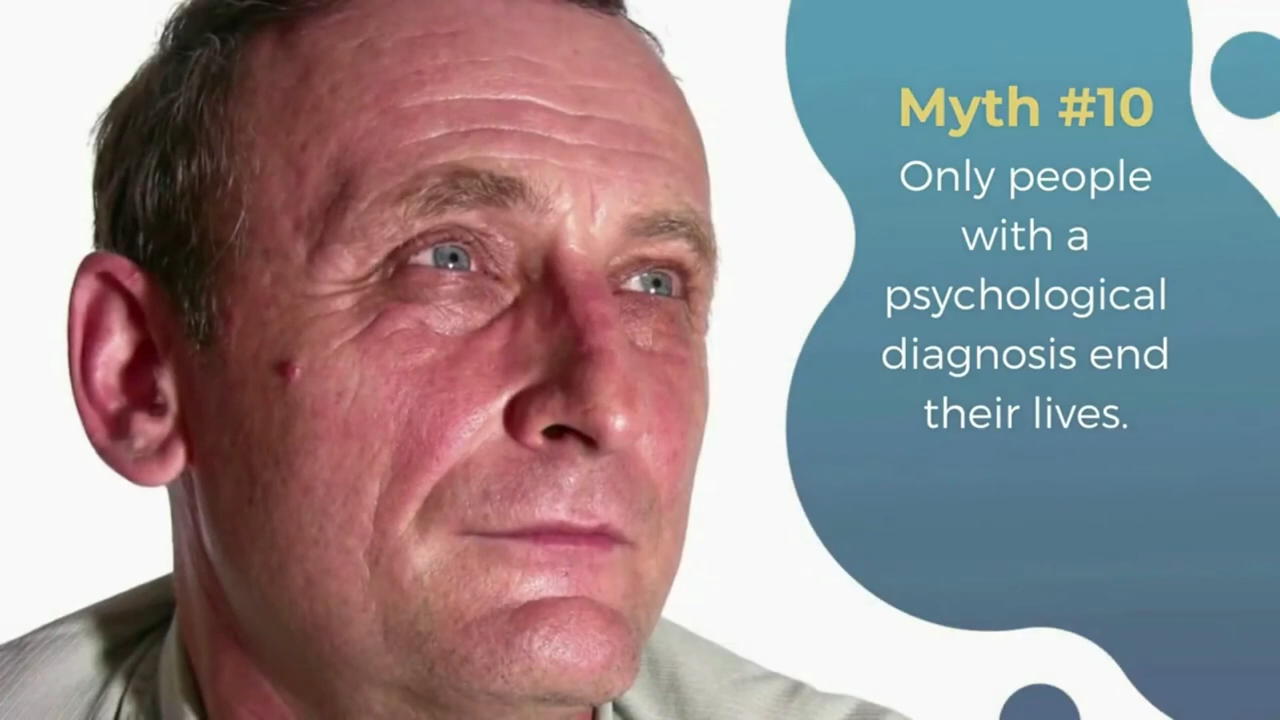 Myth #10
Only people
with a
psychological
diagnosis end
their lives.